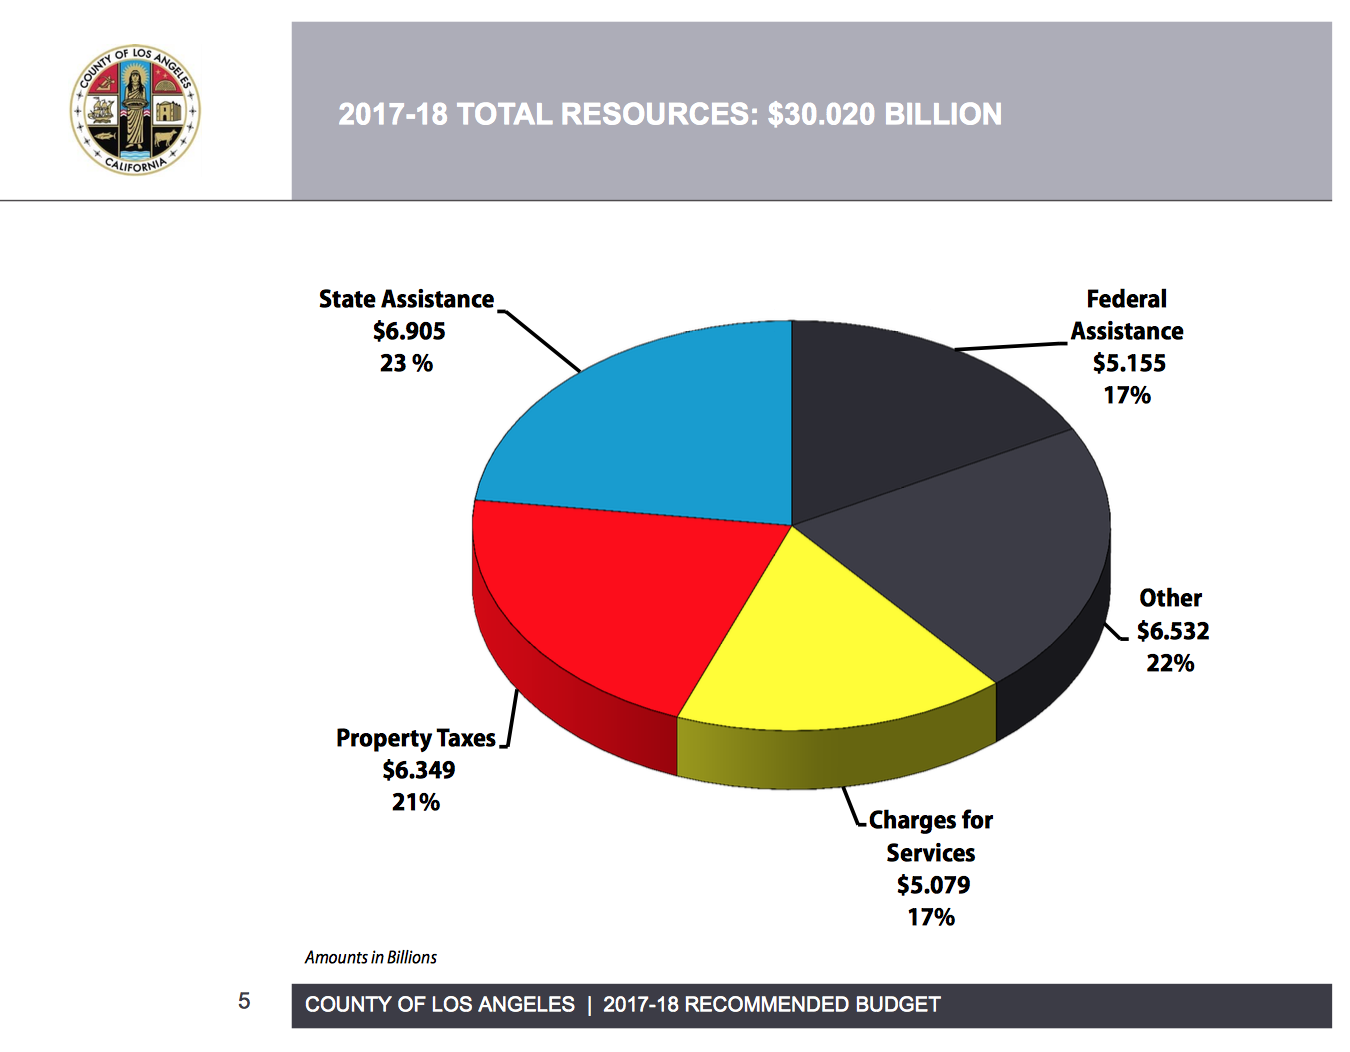 COUNTY OF LOS ANGELES
CALIFORNIA
2017-18 TOTAL RESOURCES: $30.020 BILLION
State Assistance
$6.905
23 %
Federal
Assistance
$5.155
17%
Other
$6.532
22%
Property Taxes
$6.349
21%
Charges for
Services
$5.079
17%
Amounts in Billions
5
COUNTY OF LOS ANGELES | 2017-18 RECOMMENDED BUDGET